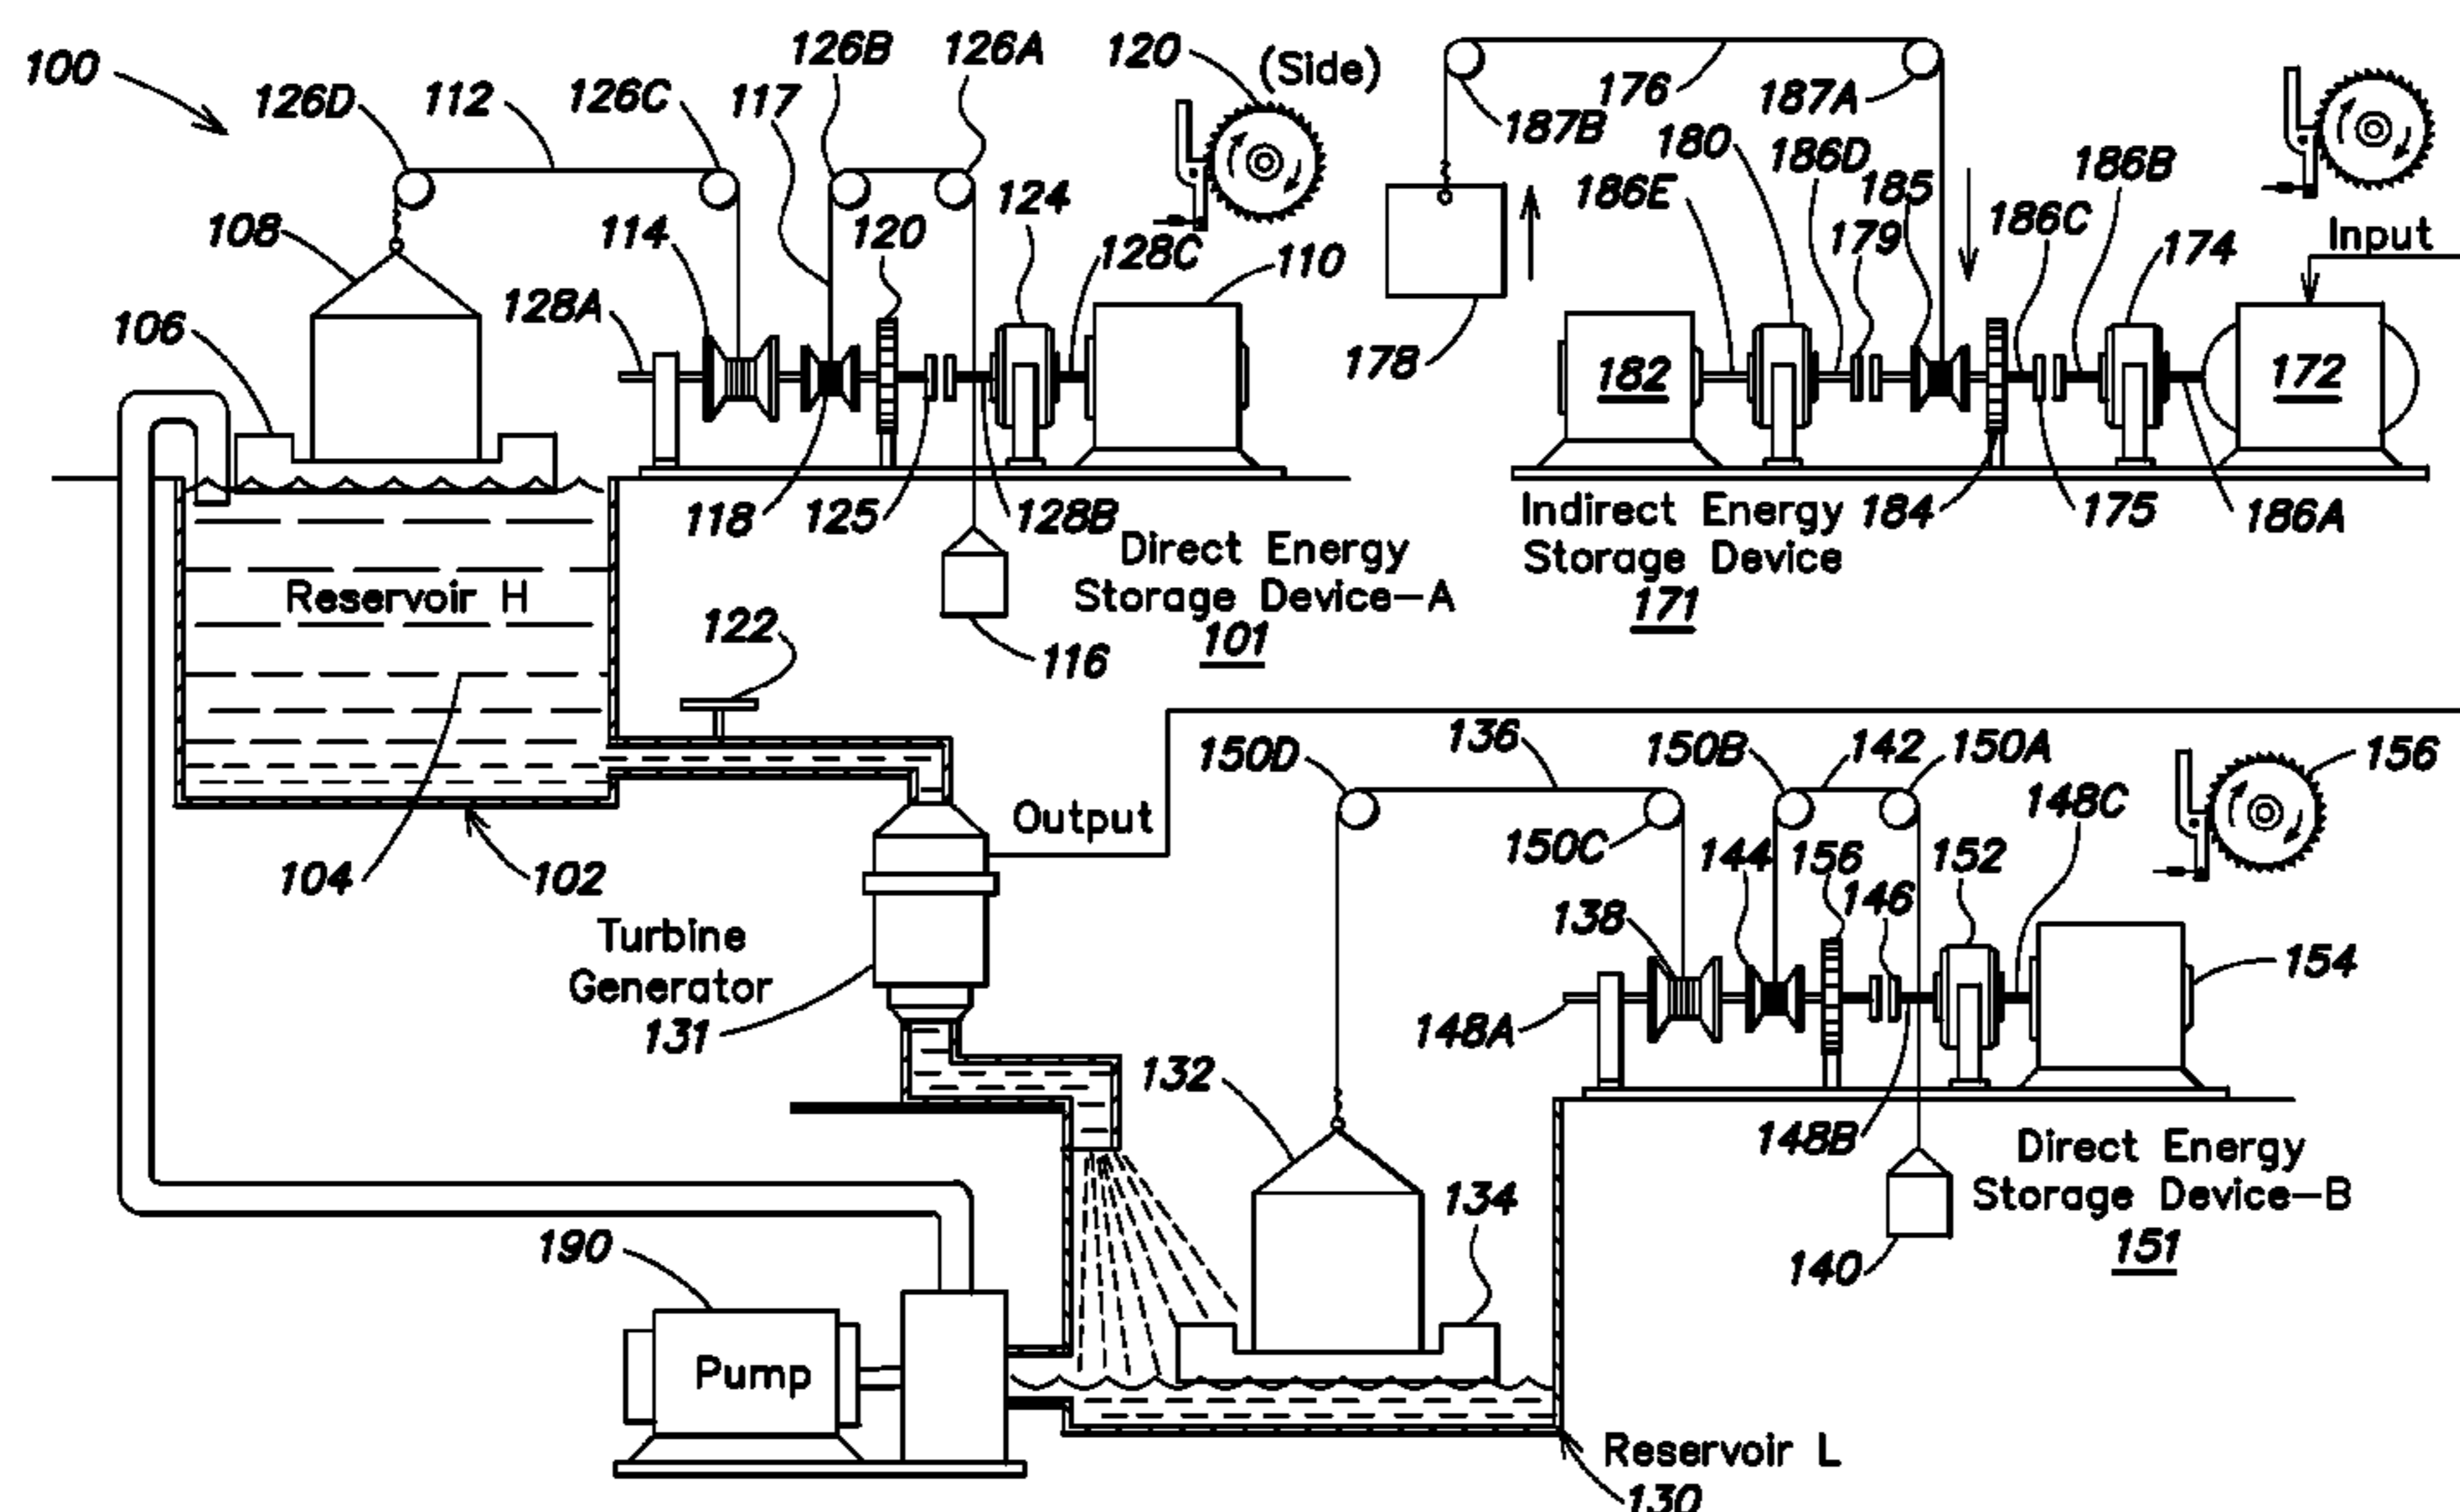 100
126D
112
126C
117
126B
126A
120
(Side)
176
187A
187B
180
186D
185
186B
108
114
120
124
128C
110
186E
179
186C
174
Input
106
128A
178
182
172
118
125
128B
Direct Energy
Storage Device-A
101
116
Indirect Energy
Storage Device
171
184
175
186A
Reservoir H
122
104
102
Output
150D
136
150B
142
150A
156
150C
144
156
152
148C
146
138
154
Turbine
Generator
131
132
148A
148B
Direct Energy
Storage Device-B
151
134
140
190
Pump
Reservoir L
130